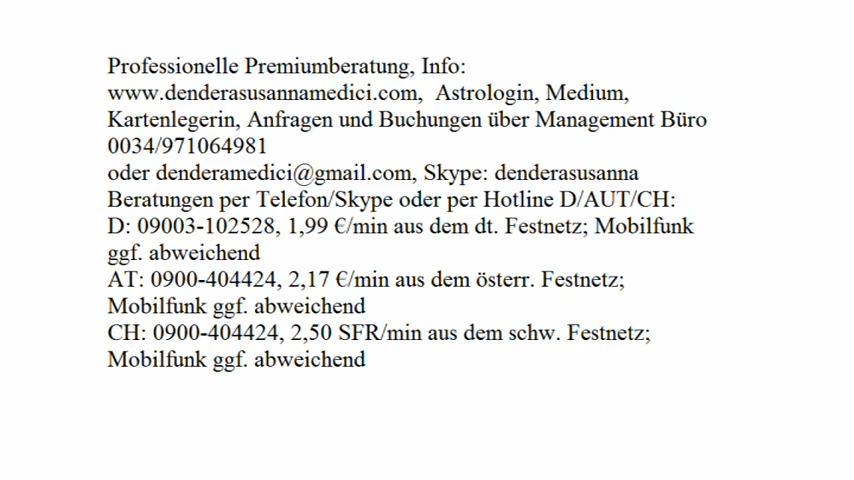 Professionelle Premiumberatung, Info:
www.denderasusannamedici.com,  Astrologin, Medium,
Kartenlegerin, Anfragen und Buchungen über Management Büro
0034/971064981
oder denderamedici@gmail.com, Skype: denderasusanna
Beratungen per Telefon/Skype oder per Hotline D/AUT/CH:
D: 09003-102528, 1,99 €/min aus dem dt. Festnetz; Mobilfunk
ggf. abweichend
AT: 0900-404424, 2,17 €/min aus dem österr. Festnetz;
Mobilfunk ggf. abweichend
CH: 0900-404424, 2,50 SFR/min aus dem schw. Festnetz;
Mobilfunk ggf. abweichend